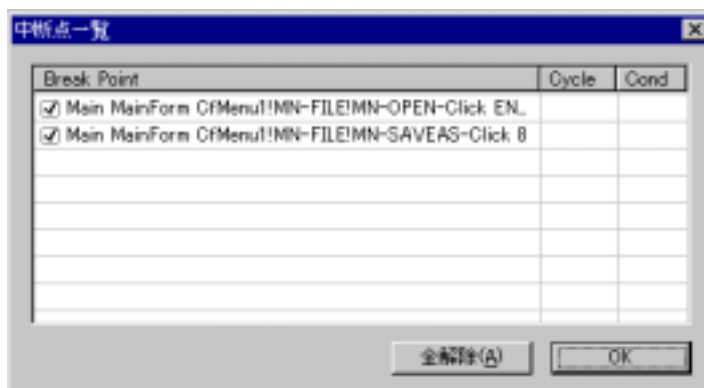 中断点一覧
Break Point Cycle Cond
Main MainForm CfMenu1!MN-FILE!MN-OPEN-Click EN...
Main MainForm CfMenu1!MN-FILE!MN-SAVEAS-Click 8
全解除(A) OK